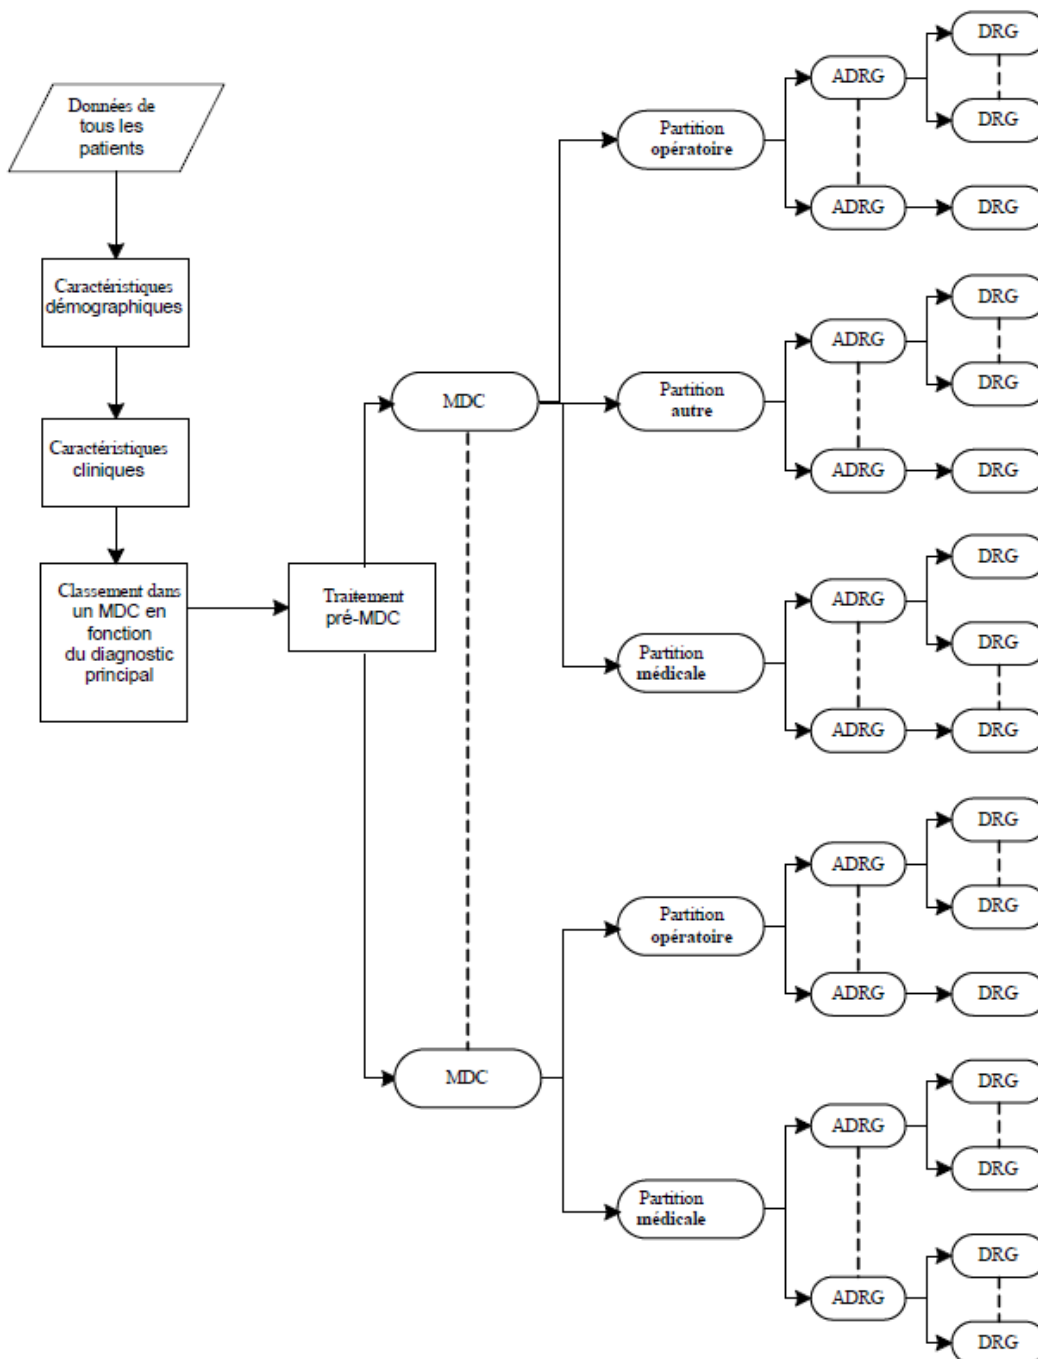 Données de
tous les
patients
Caractéristiques
démographiques
Caractéristiques
cliniques
Classement dans
un MDC en
fonction
du diagnostic
principal
Traitement
pré-MDC
MDC
Partition
opératoire
ADRG
DRG
DRG
ADRG
DRG
Partition
autre
ADRG
DRG
DRG
ADRG
DRG
Partition
médicale
ADRG
DRG
DRG
ADRG
DRG
MDC
Partition
opératoire
ADRG
DRG
DRG
ADRG
DRG
Partition
médicale
ADRG
DRG
DRG
ADRG
DRG
DRG